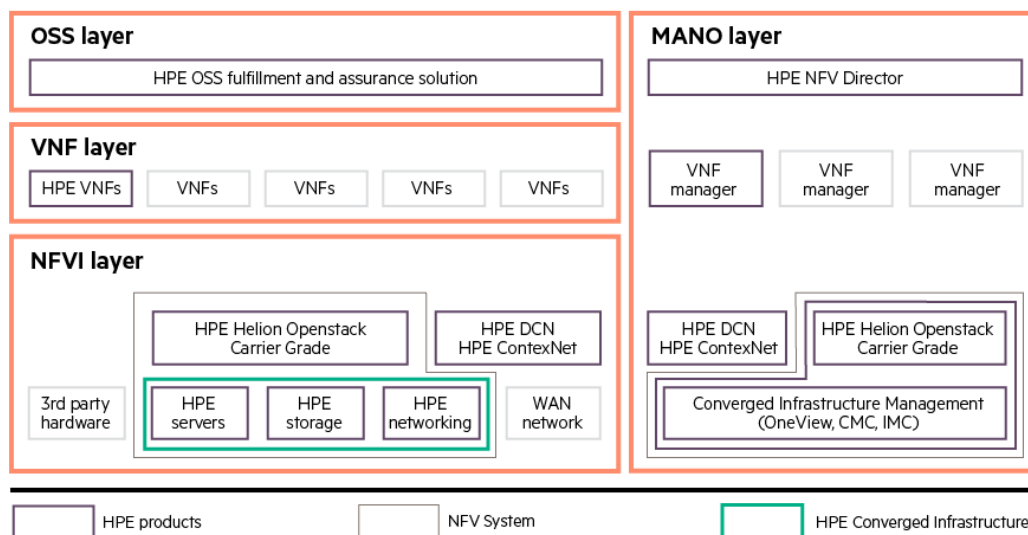 OSS layer
HPE OSS fulfillment and assurance solution
VNF layer
HPE VNFs
VNFs
VNFs
VNFs
VNFs
NFVI layer
HPE Helion Openstack
Carrier Grade
HPE DCN
HPE ContexNet
3rd party
hardware
HPE
servers
HPE
storage
HPE
networking
WAN
network
MANO layer
HPE NFV Director
VNF
manager
VNF
manager
VNF
manager
HPE DCN
HPE ContexNet
HPE Helion Openstack
Carrier Grade
Converged Infrastructure Management
(OneView, CMC, IMC)
HPE products
NFV System
HPE Converged Infrastructure